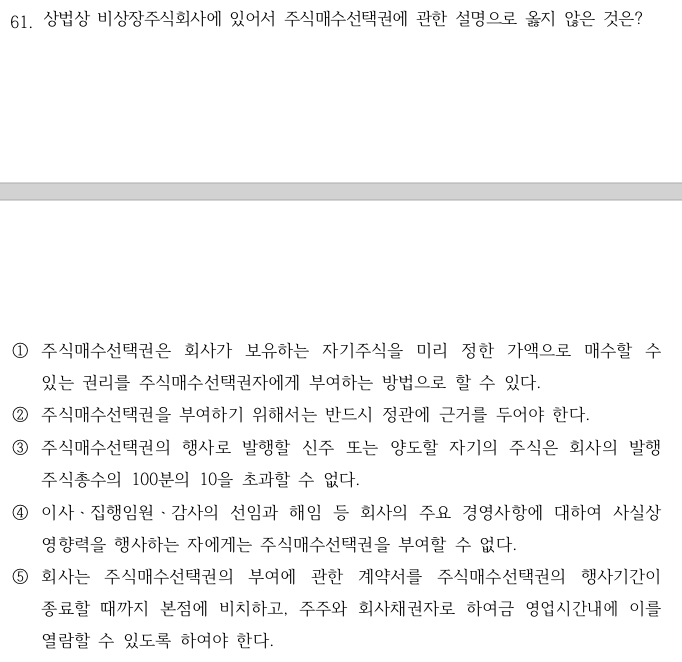 61. 상법상 비상장주식회사에 있어서 주식매수선택권에 관한 설명으로 옳지 않은 것은?
① 주식매수선택권은 회사가 보유하는 자기주식을 미리 정한 가액으로 매수할 수
있는 권리를 주식매수선택권자에게 부여하는 방법으로 할 수 있다.
② 주식매수선택권을 부여하기 위해서는 반드시 정관에 근거를 두어야 한다.
③ 주식매수선택권의 행사로 발행할 신주 또는 양도할 자기의 주식은 회사의 발행
주식총수의 100분의 10을 초과할 수 없다.
④ 이사ㆍ집행임원ㆍ감사의 선임과 해임 등 회사의 주요 경영사항에 대하여 사실상
영향력을 행사하는 자에게는 주식매수선택권을 부여할 수 없다.
⑤ 회사는 주식매수선택권의 부여에 관한 계약서를 주식매수선택권의 행사기간이
종료할 때까지 본점에 비치하고, 주주와 회사채권자로 하여금 영업시간내에 이를
열람할 수 있도록 하여야 한다.